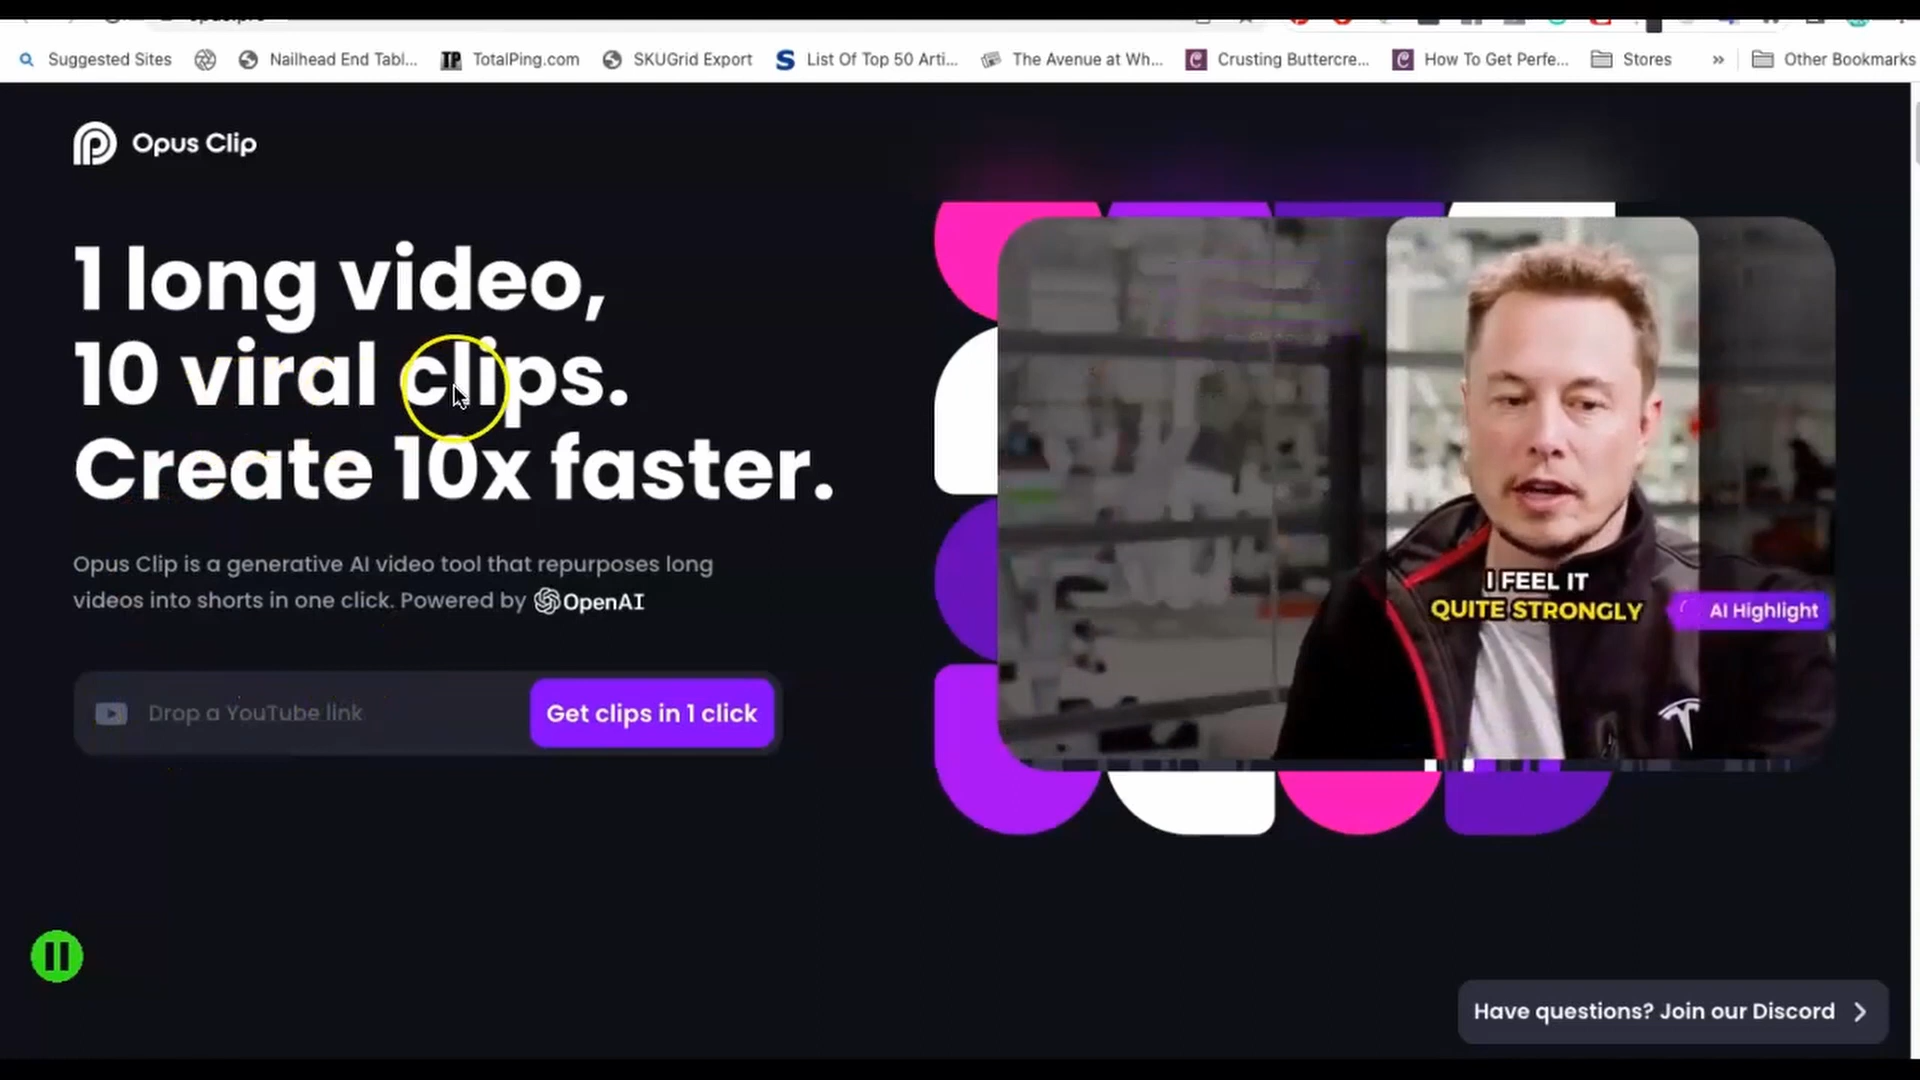 Suggested Sites
Nailhead End Tabl...
TotalPing.com
SKUGrid Export
List Of Top 50 Arti...
The Avenue at Wh...
Crusting Buttercre...
How To Get Perfe...
Stores
»
Other Bookmarks
Opus Clip
1 long video,
10 viral clips.
Create 10x faster.
Opus Clip is a generative AI video tool that repurposes long
videos into shorts in one click. Powered by OpenAI
Drop a YouTube link
Get clips in 1 click
I FEEL IT
QUITE STRONGLY
AI Highlight
Have questions? Join our Discord